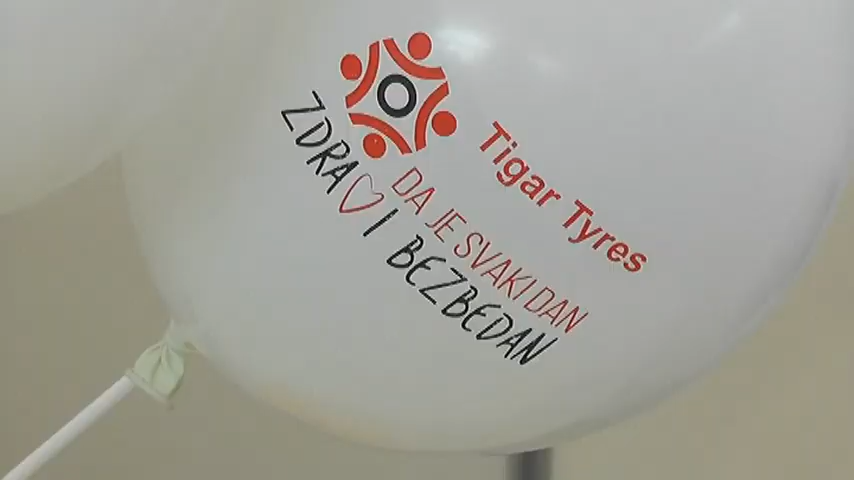 Tigar Tyres
DA JE SVAKI DAN
ZDRA♡ I BEZBEDAN